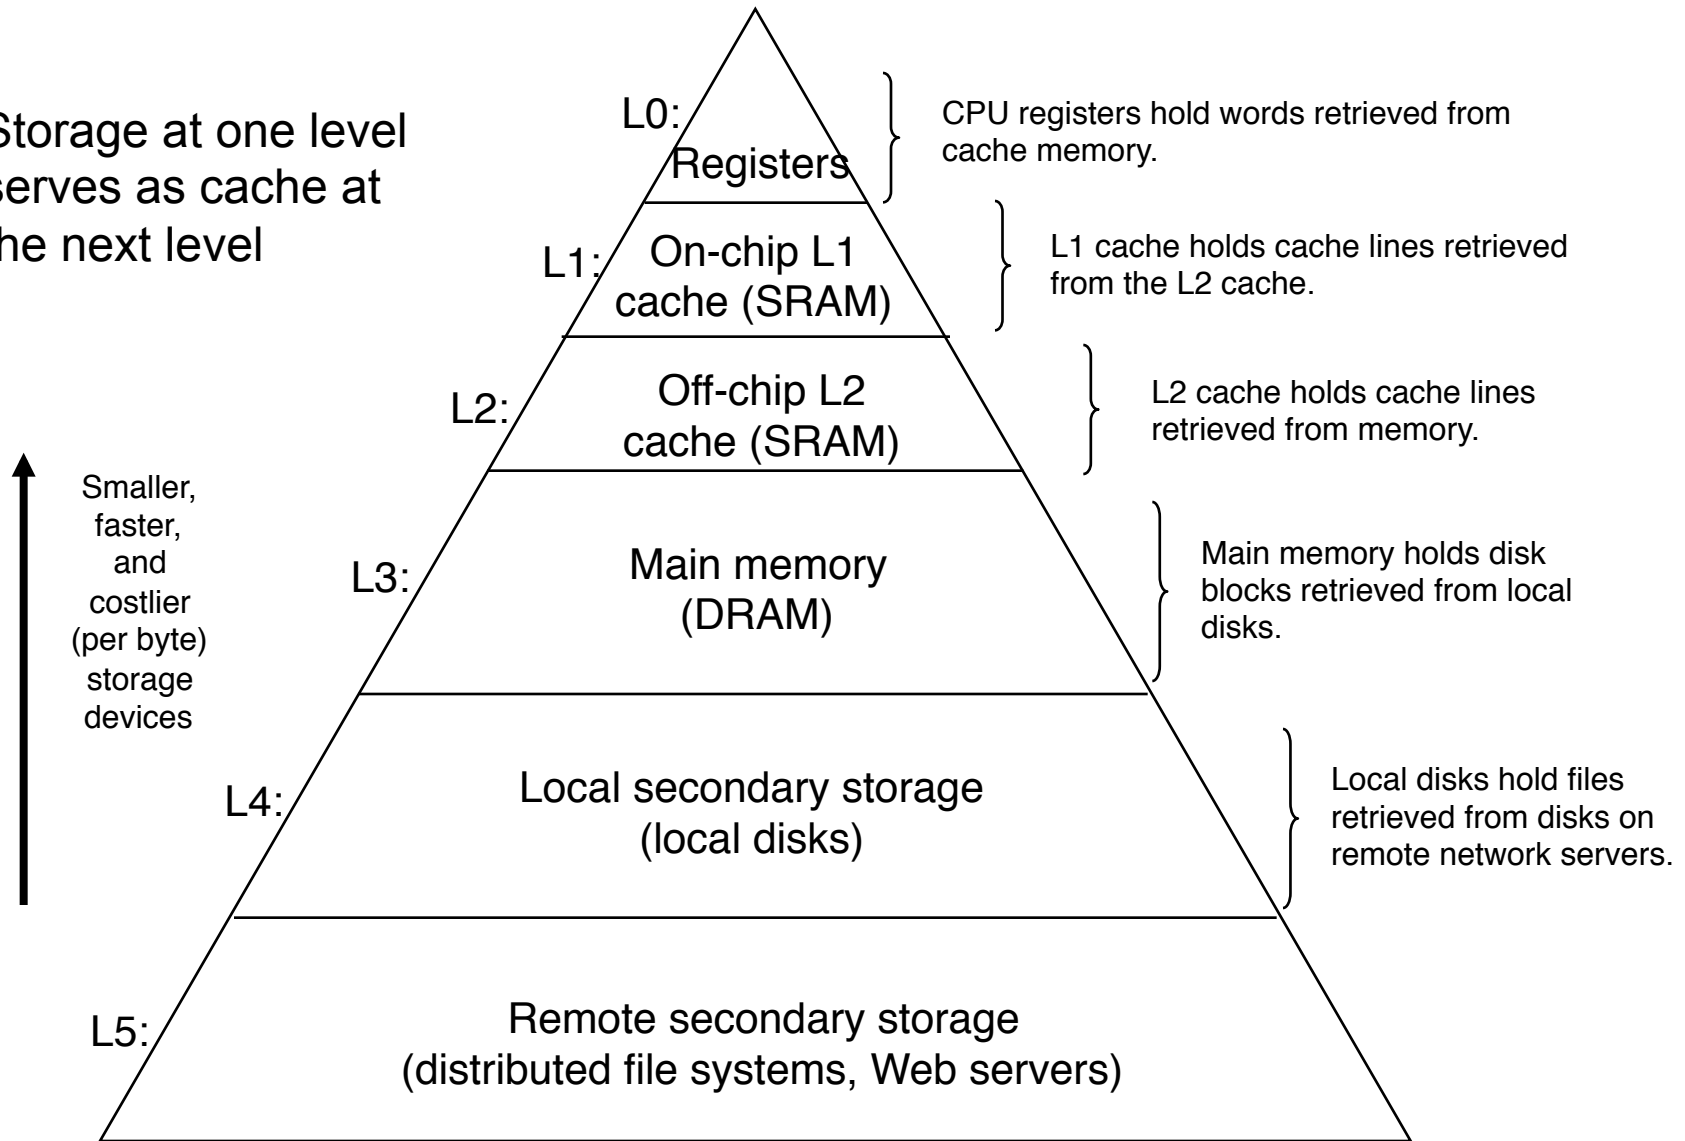 Storage at one level
serves as cache at
the next level
L0:
Registers
CPU registers hold words retrieved from
cache memory.
L1:
On-chip L1
cache (SRAM)
L1 cache holds cache lines retrieved
from the L2 cache.
L2:
Off-chip L2
cache (SRAM)
L2 cache holds cache lines
retrieved from memory.
Smaller,
faster,
and
costlier
(per byte)
storage
devices
L3:
Main memory
(DRAM)
Main memory holds disk
blocks retrieved from local
disks.
L4:
Local secondary storage
(local disks)
Local disks hold files
retrieved from disks on
remote network servers.
L5:
Remote secondary storage
(distributed file systems, Web servers)